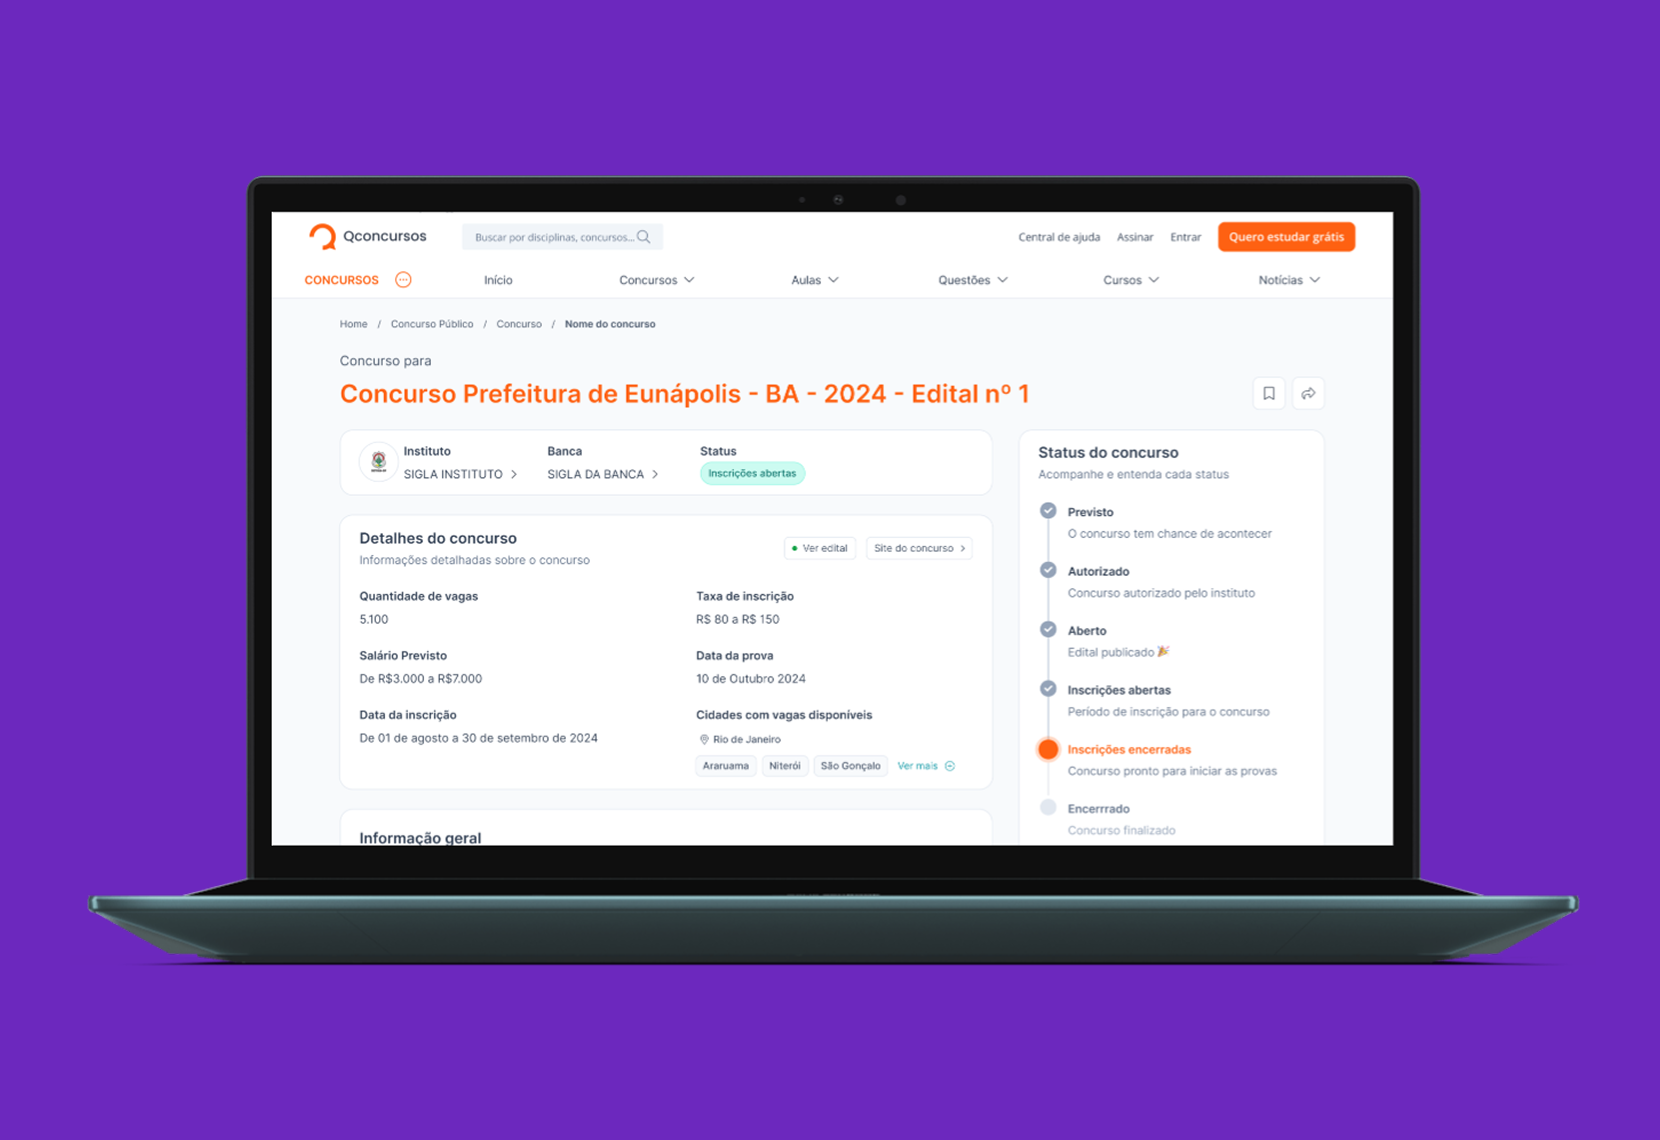 Qconcursos
Buscar por disciplinas, concursos...
Central de ajuda
Assinar
Entrar
Quero estudar grátis
CONCURSOS
Início
Concursos
Aulas
Questões
Cursos
Notícias
Home / Concurso Público / Concurso / Nome do concurso
Concurso para
Concurso Prefeitura de Eunápolis - BA - 2024 - Edital nº 1
Instituto
SIGLA INSTITUTO
Banca
SIGLA DA BANCA
Status
Inscrições abertas
Detalhes do concurso
Informações detalhadas sobre o concurso
Ver edital
Site do concurso
Quantidade de vagas
5.100
Taxa de inscrição
R$ 80 a R$ 150
Salário Previsto
De R$3.000 a R$7.000
Data da prova
10 de Outubro 2024
Data da inscrição
De 01 de agosto a 30 de setembro de 2024
Cidades com vagas disponíveis
Rio de Janeiro
Araruama
Niterói
São Gonçalo
Ver mais
Informação geral
Status do concurso
Acompanhe e entenda cada status
Previsto
O concurso tem chance de acontecer
Autorizado
Concurso autorizado pelo instituto
Aberto
Edital publicado 🎉
Inscrições abertas
Período de inscrição para o concurso
Inscrições encerradas
Concurso pronto para iniciar as provas
Encerrrado
Concurso finalizado